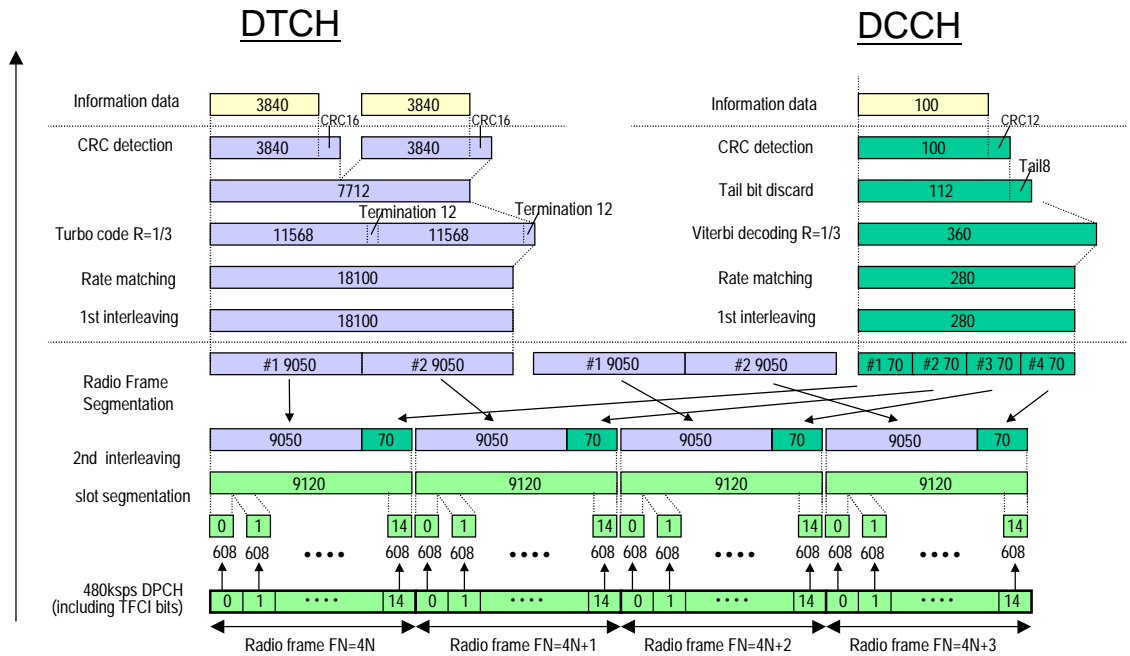 DTCH DCCH
Information data 3840 3840 Information data 100
CRC16 CRC16 CRC12
CRC detection 3840 3840 CRC detection 100
Tail8
7712 Tail bit discard 112
Termination 12 Termination 12
Turbo code R=1/3 11568 11568 Viterbi decoding R=1/3 360
Rate matching 18100 Rate matching 280
1st interleaving 18100 1st interleaving 280
#1 9050 #2 9050 #1 9050 #2 9050 #1 70 #2 70 #3 70 #4 70
Radio Frame
Segmentation
9050 70 9050 70 9050 70 9050 70
2nd interleaving
slot segmentation 9120 9120 9120 9120
0 1 14 0 1 14 0 1 14 0 1 14
608 608 •••• 608 608 608 •••• 608 608 608 •••• 608 608 608 •••• 608
480ksps DPCH
(including TFCI bits) 0 1 •••• 14 0 1 •••• 14 0 1 •••• 14 0 1 •••• 14
Radio frame FN=4N Radio frame FN=4N+1 Radio frame FN=4N+2 Radio frame FN=4N+3